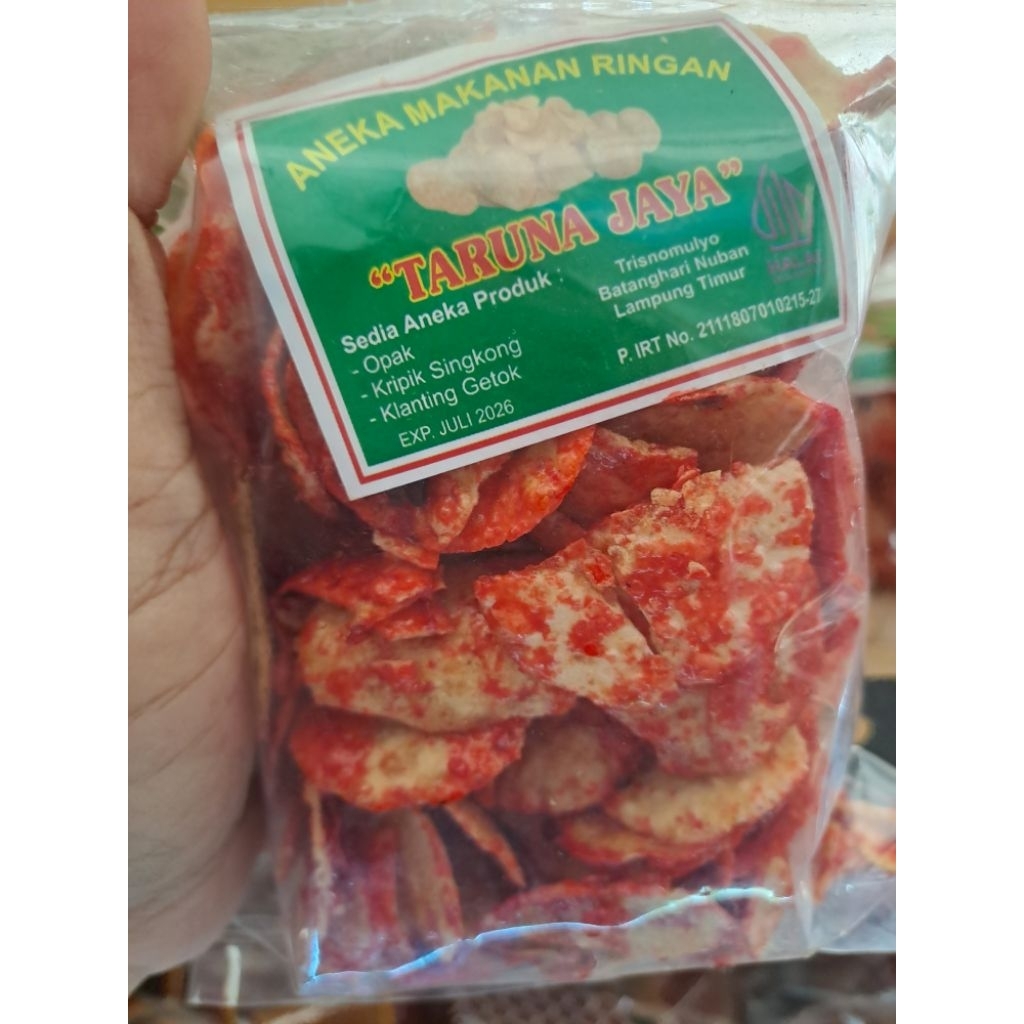 ANEKA MAKANAN RINGAN
“TARUNA JAYA”
Sedia Aneka Produk :
- Opak
- Kripik Singkong
- Klanting Getok
EXP. JULI 2026
Trisnomulyo
Batanghari Nuban
Lampung Timur
P. IRT No. 2111807010215-27
HALAL